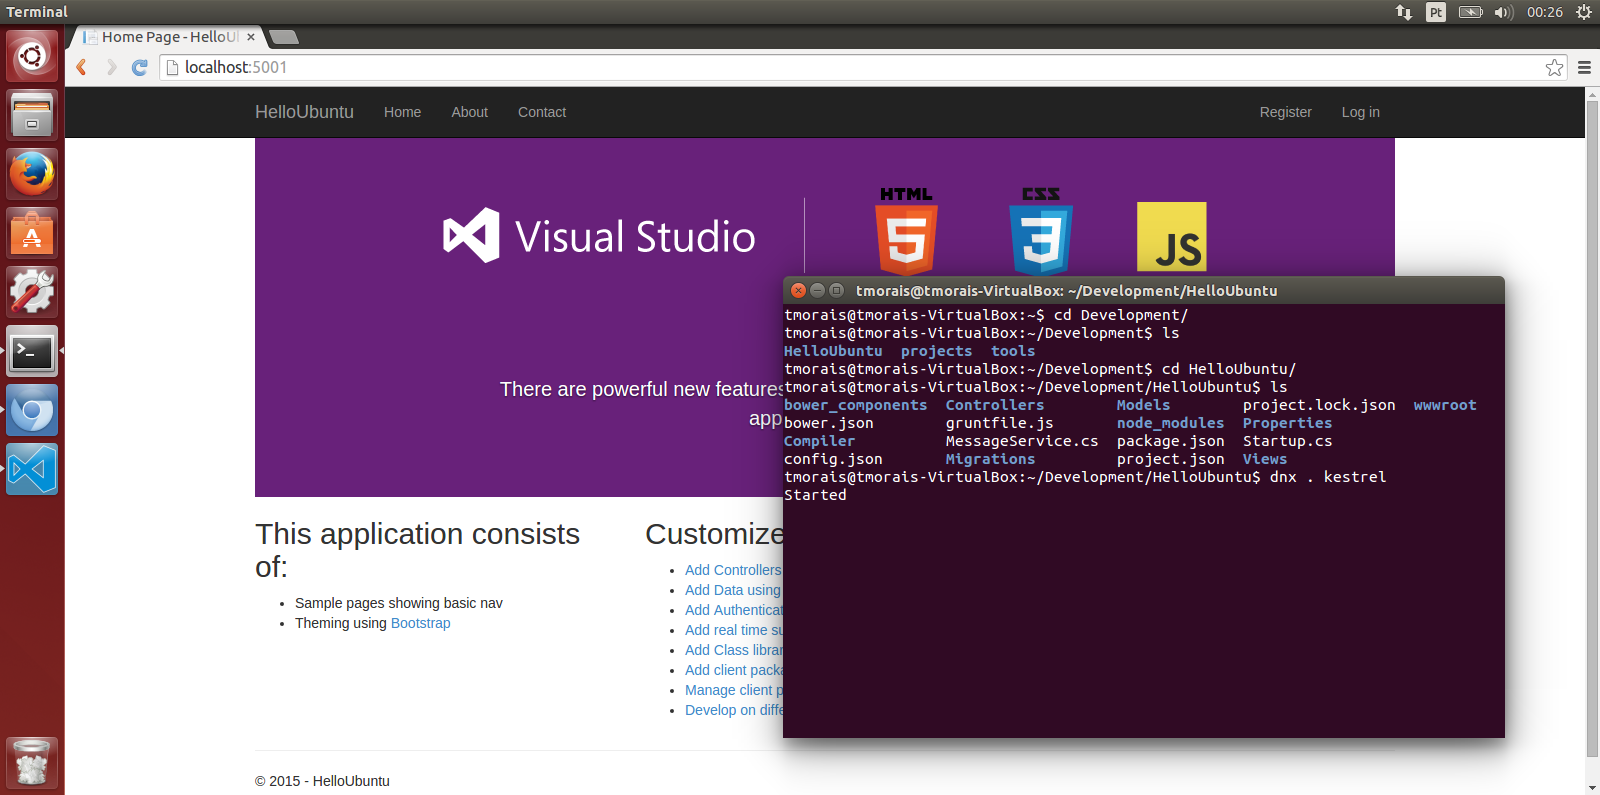 Terminal
Pt
00:26
Home Page - HelloU
localhost:5001
HelloUbuntu Home About Contact Register Log in
HTML
CSS
Visual Studio
5
3
JS
There are powerful new features
app
tmorais@tmorais-VirtualBox: ~/Development/HelloUbuntu
tmorais@tmorais-VirtualBox:~$ cd Development/
tmorais@tmorais-VirtualBox:~/Development$ ls
HelloUbuntu projects tools
tmorais@tmorais-VirtualBox:~/Development$ cd HelloUbuntu/
tmorais@tmorais-VirtualBox:~/Development/HelloUbuntu$ ls
bower_components Controllers Models project.lock.json wwwroot
bower.json gruntfile.js node_modules Properties
Compiler MessageService.cs package.json Startup.cs
config.json Migrations project.json Views
tmorais@tmorais-VirtualBox:~/Development/HelloUbuntu$ dnx . kestrel
Started
This application consists
of:
Sample pages showing basic nav
Theming using Bootstrap
Customize
Add Controllers
Add Data using
Add Authenticat
Add real time su
Add Class librar
Add client packa
Manage client p
Develop on diffe
© 2015 - HelloUbuntu